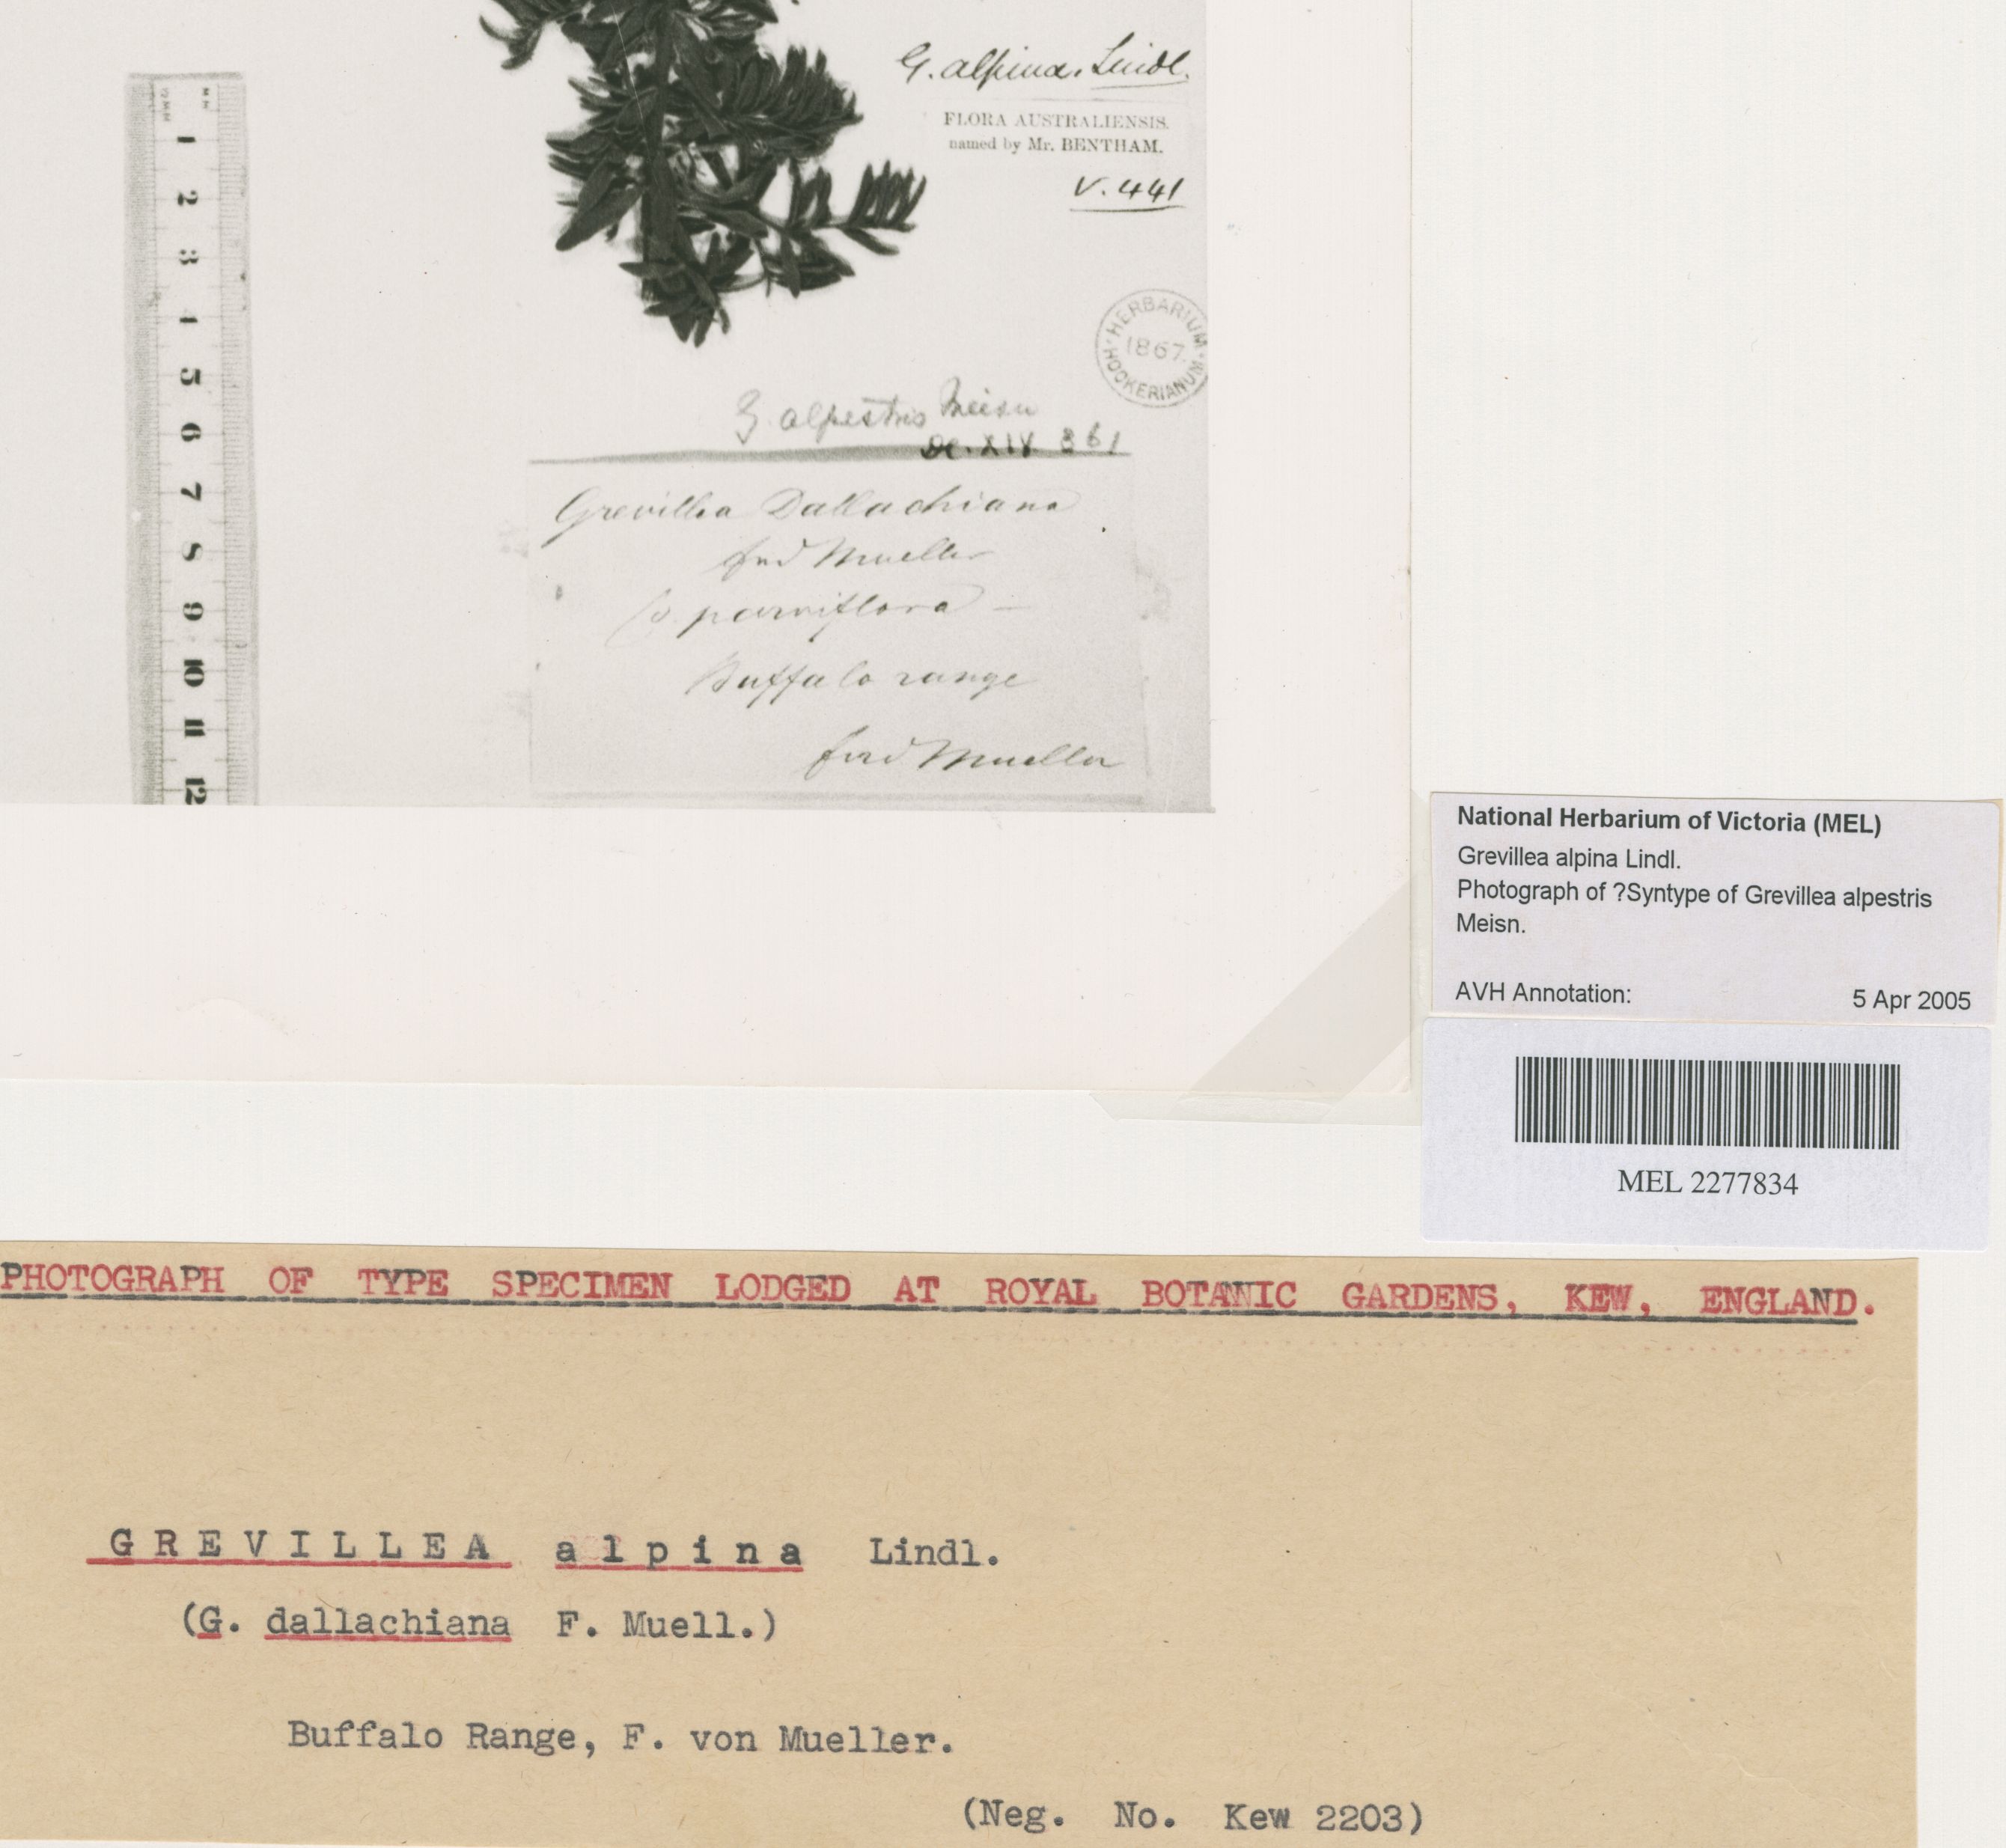 G. alpina. Lindl.
FLORA AUSTRALIENSIS.
named by Mr. BENTHAM.
V. 441
HERBARIUM HOOKERIANUM
1867.
MM
1
2
3
4
5
6
7
8
9
10
11
12
G. alpestris Meisn
DC. XIV 361
Grevillea Dallachiana
ferd Mueller
β parviflora —
Buffalo range
ferd Mueller
National Herbarium of Victoria (MEL)
Grevillea alpina Lindl.
Photograph of ?Syntype of Grevillea alpestris
Meisn.
AVH Annotation: 5 Apr 2005
MEL 2277834
PHOTOGRAPH OF TYPE SPECIMEN LODGED AT ROYAL BOTANIC GARDENS, KEW, ENGLAND.
GREVILLEA alpina Lindl.
(G. dallachiana F. Muell.)
Buffalo Range, F. von Mueller.
(Neg. No. Kew 2203)